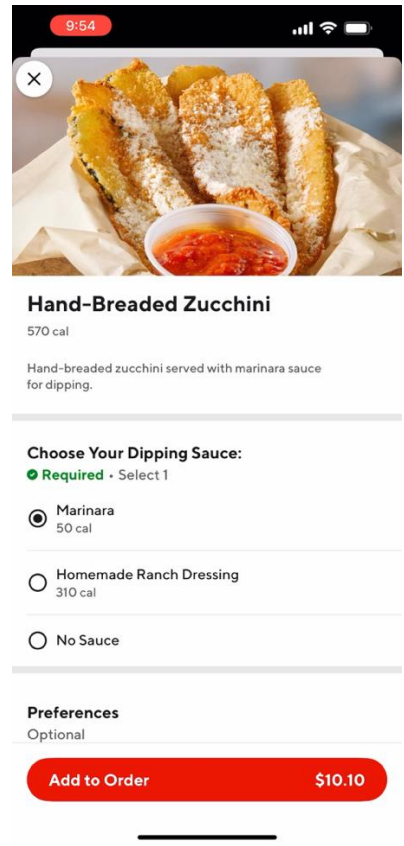 9:54
Hand-Breaded Zucchini
570 cal
Hand-breaded zucchini served with marinara sauce
for dipping.
Choose Your Dipping Sauce:
Required • Select 1
Marinara
50 cal
Homemade Ranch Dressing
310 cal
No Sauce
Preferences
Optional
Add to Order $10.10